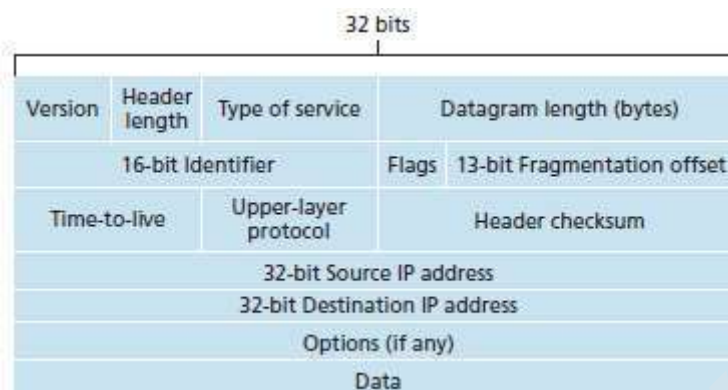 32 bits
Version Header length Type of service Datagram length (bytes)
16-bit Identifier Flags 13-bit Fragmentation offset
Time-to-live Upper-layer protocol Header checksum
32-bit Source IP address
32-bit Destination IP address
Options (if any)
Data